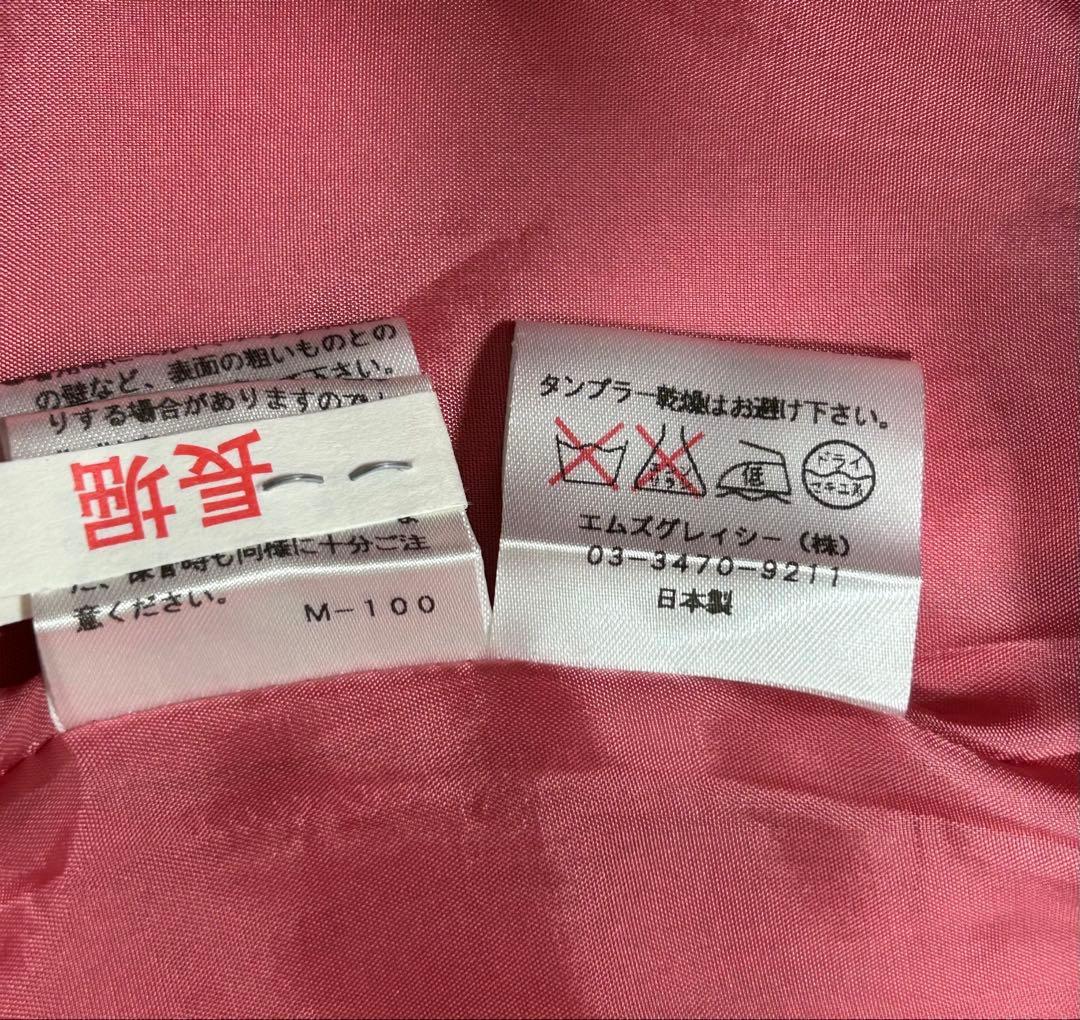 の壁など、表面の粗いものとの
下さい。
りする場合がありますので
長堀
保管時も同様に十分ご注
意ください。
M-100
タンブラー乾燥はお避け下さい。
低
ドライ
エムズグレイシー(株)
03-3470-9211
日本製